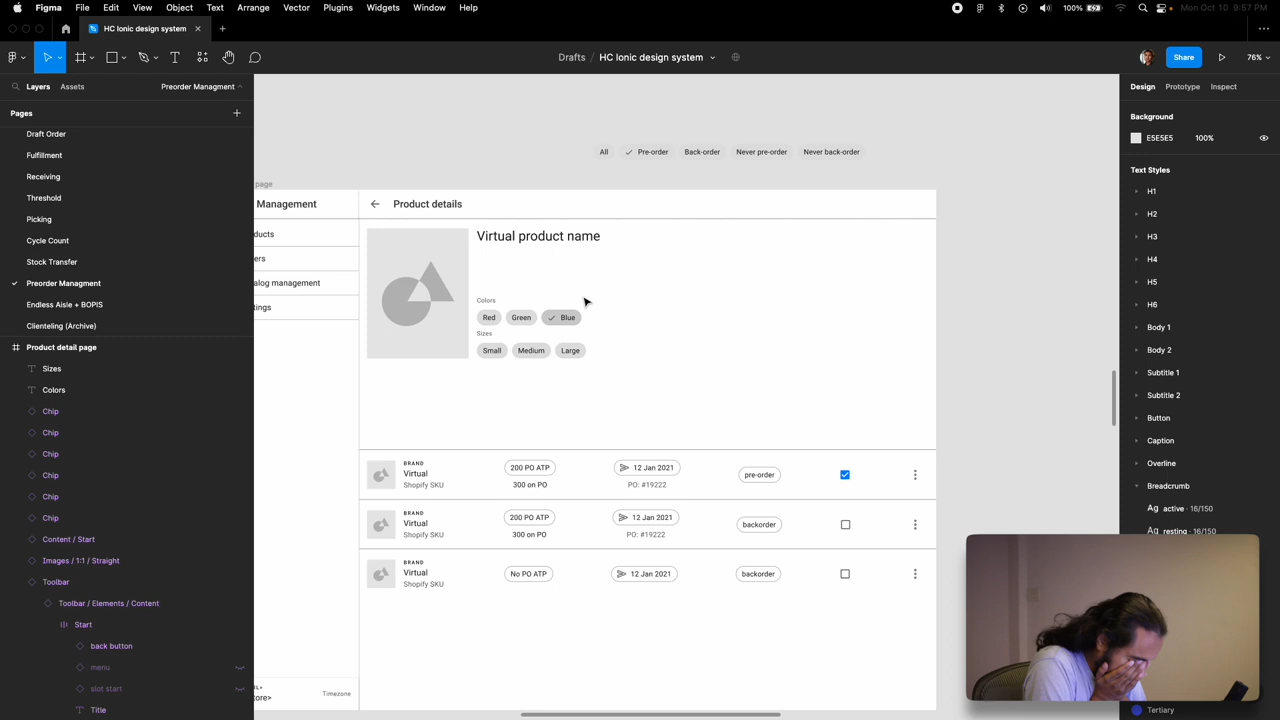 Figma File Edit View Object Text Arrange Vector Plugins Widgets Window Help 100% Mon Oct 10 9:57 PM
HC Ionic design system
Drafts / HC Ionic design system Share 76%
Layers Assets Preorder Managment
Pages
Draft Order
Fulfillment
Receiving
Threshold
Picking
Cycle Count
Stock Transfer
Preorder Managment
Endless Aisle + BOPIS
Clienteling (Archive)
Product detail page
Sizes
Colors
Chip
Chip
Chip
Chip
Chip
Chip
Content / Start
Images / 1:1 / Straight
Toolbar
Toolbar / Elements / Content
Start
back button
menu
slot start
Title
All Pre-order Back-order Never pre-order Never back-order
page
Management
ducts
ers
alog management
tings
tore>
Timezone
Product details
Virtual product name
Colors
Red Green Blue
Sizes
Small Medium Large
BRAND
Virtual
Shopify SKU
200 PO ATP
300 on PO
12 Jan 2021
PO: #19222
pre-order
BRAND
Virtual
Shopify SKU
200 PO ATP
300 on PO
12 Jan 2021
PO: #19222
backorder
BRAND
Virtual
Shopify SKU
No PO ATP
12 Jan 2021
backorder
Design Prototype Inspect
Background
E5E5E5 100%
Text Styles
H1
H2
H3
H4
H5
H6
Body 1
Body 2
Subtitle 1
Subtitle 2
Button
Caption
Overline
Breadcrumb
Ag active · 16/150
Ag resting · 16/150
Tertiary